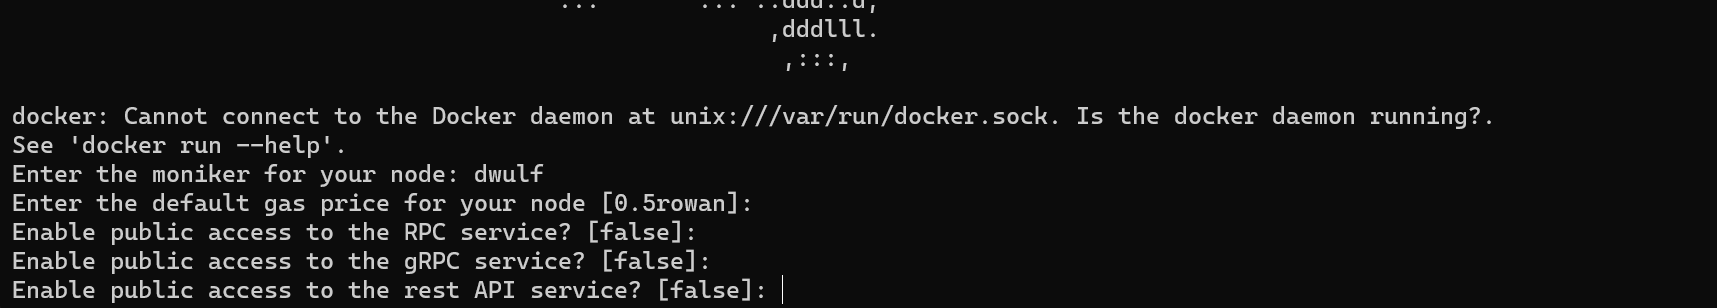 ... ... ..ddd..d,
,dddlll.
,:::,
docker: Cannot connect to the Docker daemon at unix:///var/run/docker.sock. Is the docker daemon running?.
See 'docker run --help'.
Enter the moniker for your node: dwulf
Enter the default gas price for your node [0.5rowan]:
Enable public access to the RPC service? [false]:
Enable public access to the gRPC service? [false]:
Enable public access to the rest API service? [false]: